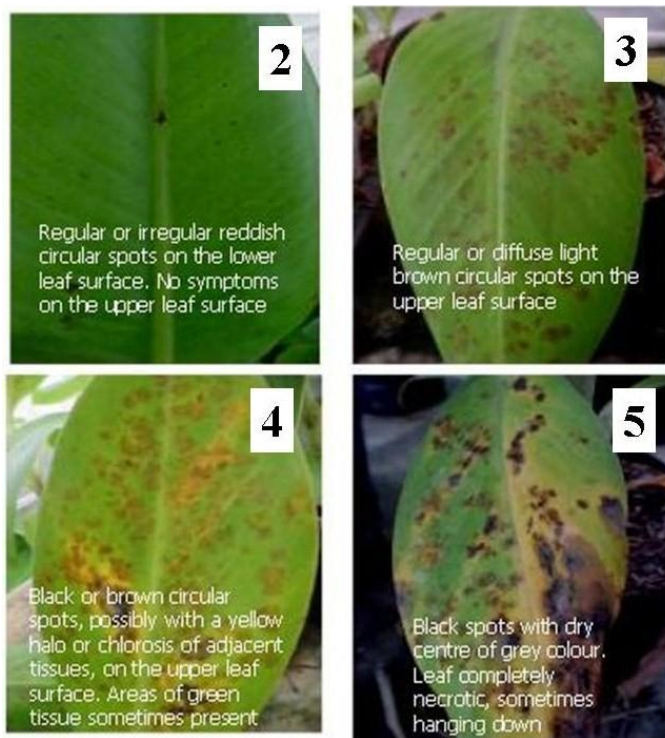 2
Regular or irregular reddish
circular spots on the lower
leaf surface. No symptoms
on the upper leaf surface
3
Regular or diffuse light
brown circular spots on the
upper leaf surface
4
Black or brown circular
spots, possibly with a yellow
halo or chlorosis of adjacent
tissues, on the upper leaf
surface. Areas of green
tissue sometimes present
5
Black spots with dry
centre of grey colour.
Leaf completely
necrotic, sometimes
hanging down